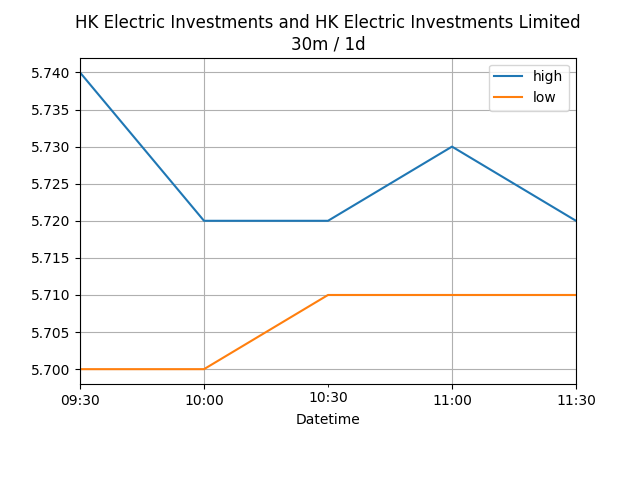 HK Electric Investments and HK Electric Investments Limited
30m / 1d
high
low
5.740
5.735
5.730
5.725
5.720
5.715
5.710
5.705
5.700
09:30 10:00 10:30 11:00 11:30
Datetime